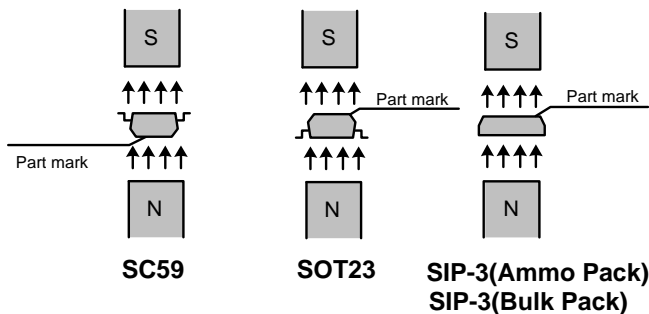 S
S
S
Part mark
Part mark
Part mark
N
N
N
SC59
SOT23
SIP-3(Ammo Pack)
SIP-3(Bulk Pack)